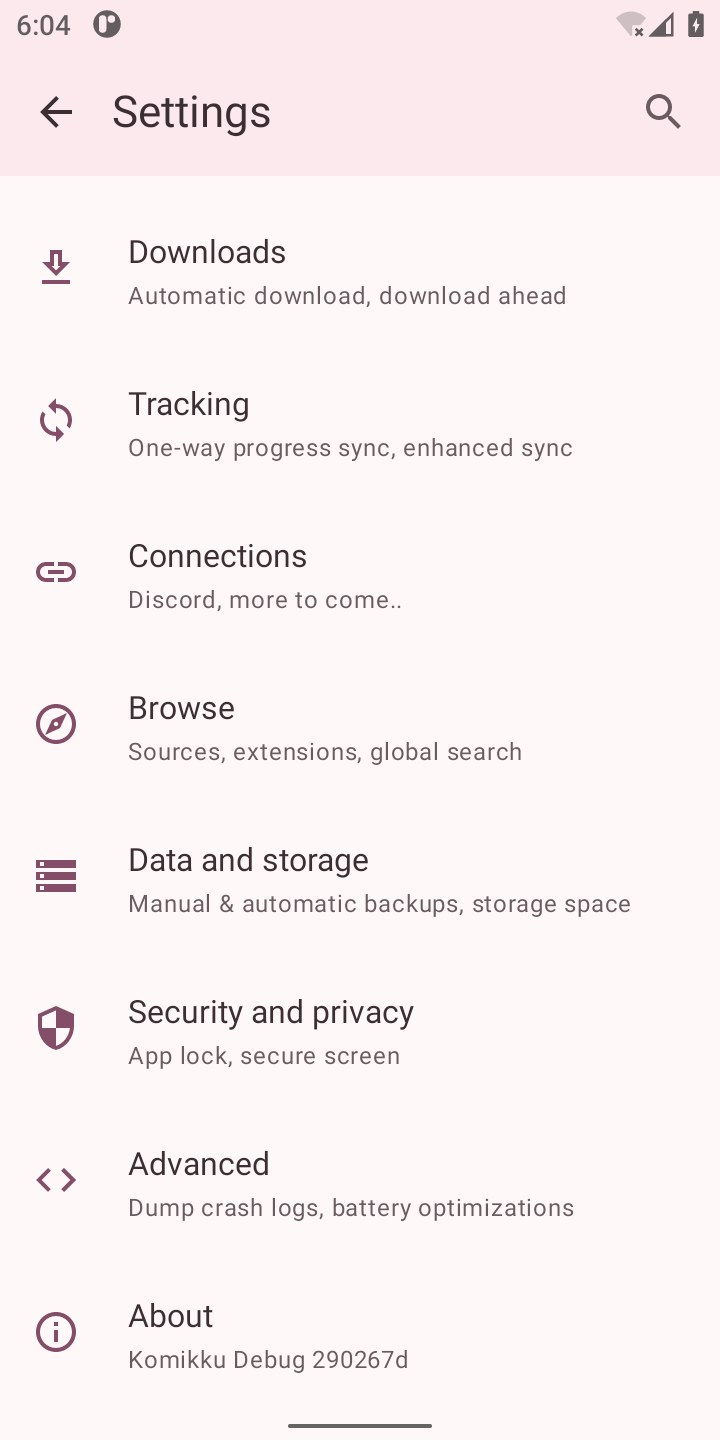 6:04
Settings
Downloads
Automatic download, download ahead
Tracking
One-way progress sync, enhanced sync
Connections
Discord, more to come..
Browse
Sources, extensions, global search
Data and storage
Manual & automatic backups, storage space
Security and privacy
App lock, secure screen
Advanced
Dump crash logs, battery optimizations
About
Komikku Debug 290267d